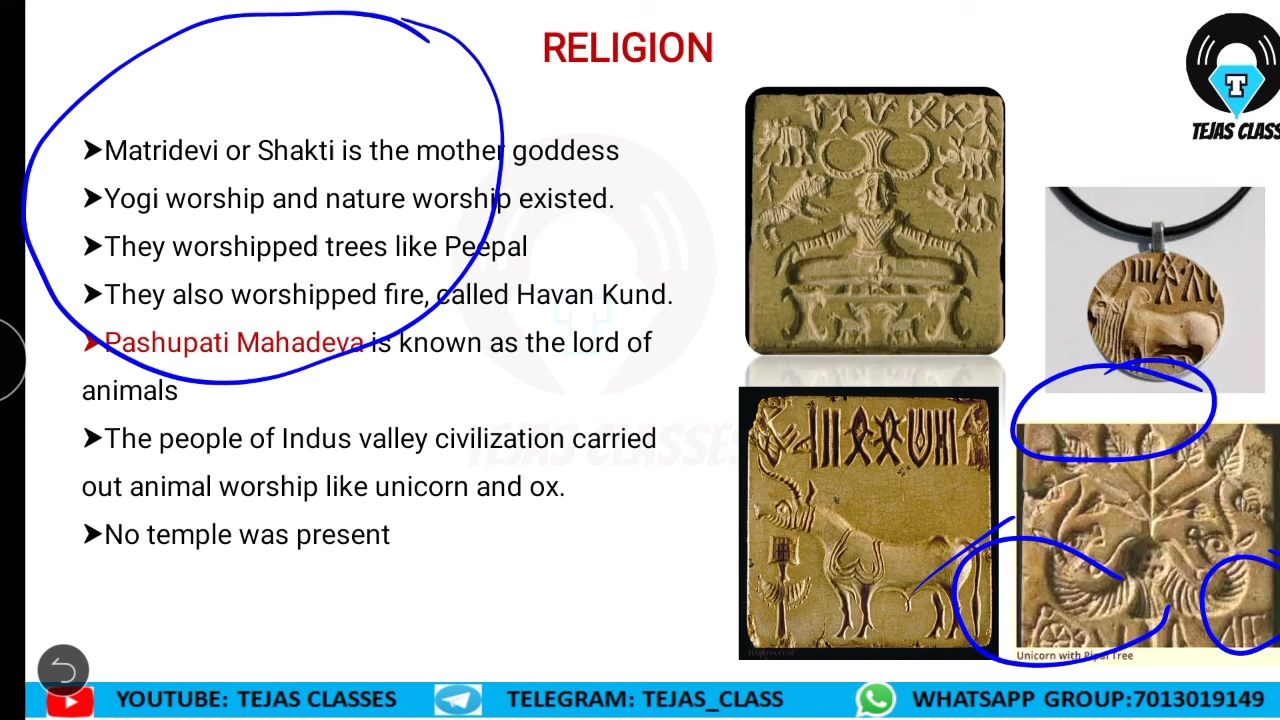 RELIGION
T
TEJAS CLASS
➤Matridevi or Shakti is the mother goddess
➤Yogi worship and nature worship existed.
➤They worshipped trees like Peepal
➤They also worshipped fire, called Havan Kund.
➤Pashupati Mahadeva is known as the lord of
animals
➤The people of Indus valley civilization carried
out animal worship like unicorn and ox.
➤No temple was present
T
TEJAS CLASSES
Unicorn with Pipal Tree
YOUTUBE: TEJAS CLASSES
TELEGRAM: TEJAS_CLASS
WHATSAPP GROUP:7013019149